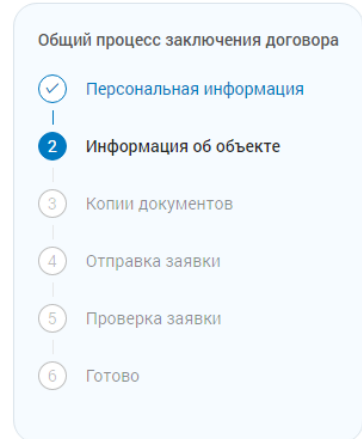 Общий процесс заключения договора
Персональная информация
2 Информация об объекте
3 Копии документов
4 Отправка заявки
5 Проверка заявки
6 Готово